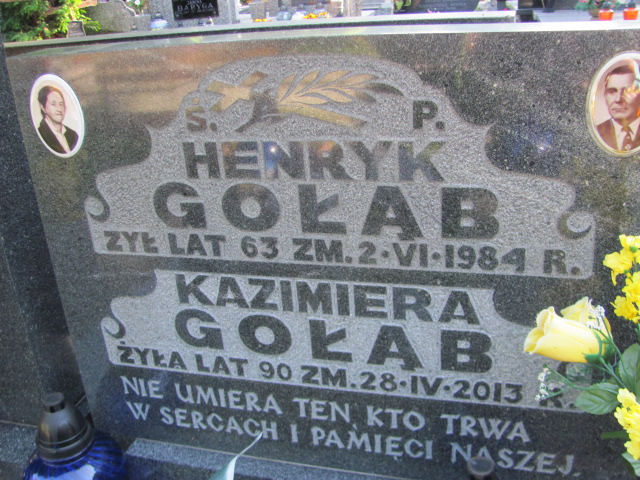 BARYGA
Ś. P.
HENRYK
GOŁĄB
ŻYŁ LAT 63 ZM. 2·VI·1984 R.
KAZIMIERA
GOŁĄB
ŻYŁA LAT 90 ZM. 28·IV·2013 R.
NIE UMIERA TEN, KTO TRWA
W SERCACH I PAMIĘCI NASZEJ.